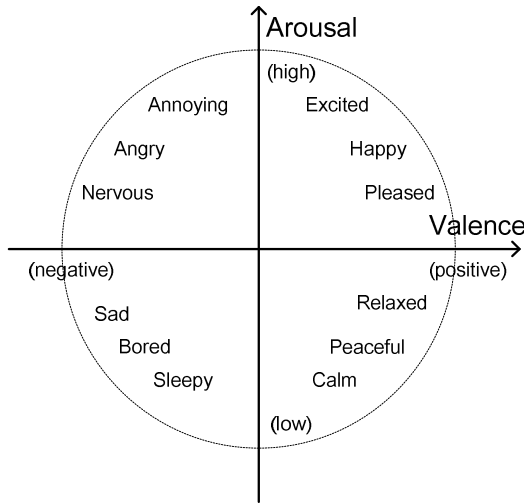 Arousal
(high)
Annoying
Excited
Angry
Happy
Nervous
Pleased
Valence
(negative)
(positive)
Relaxed
Sad
Bored
Peaceful
Sleepy
Calm
(low)